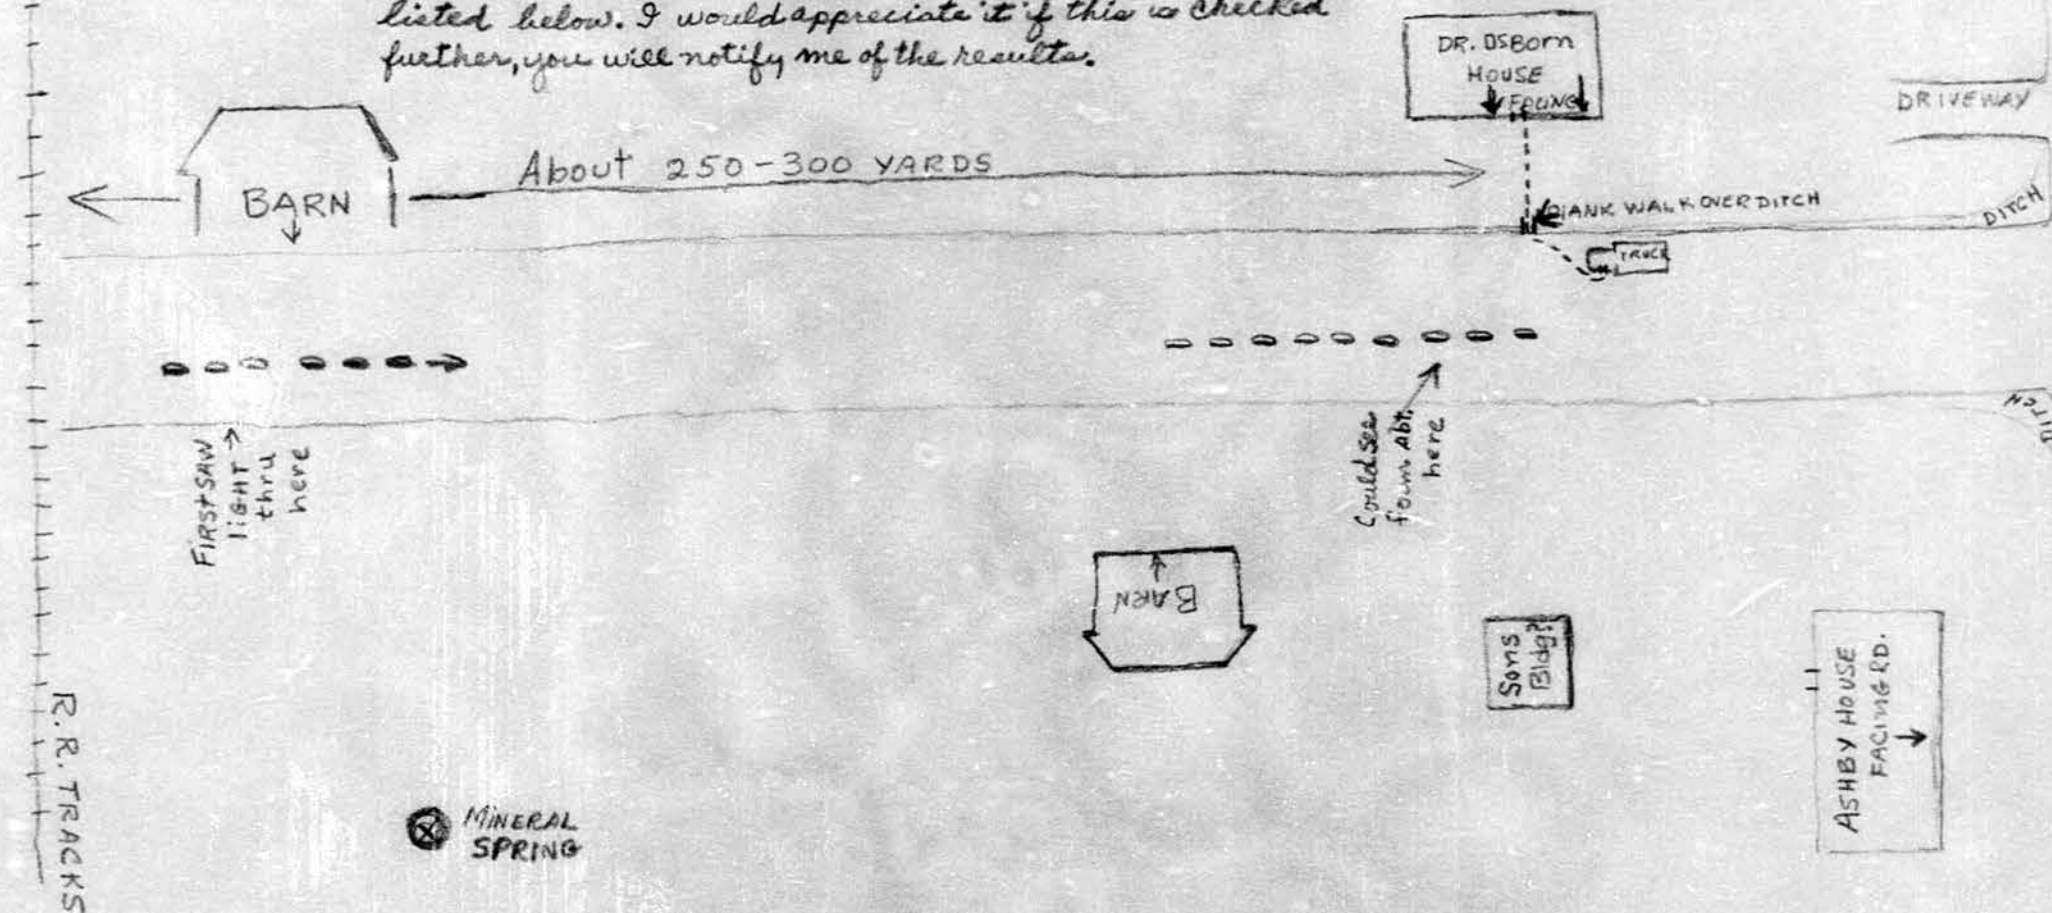 listed below. I would appreciate it if this is checked
further, you will notify me of the results.
DR. OSBORN
HOUSE
FACING
DRIVEWAY
About 250-300 YARDS
BARN
PLANK WALK OVER DITCH
DITCH
TRUCK
DITCH
FIRST SAW
LIGHT
thru
here
Could see
form Abt.
here
BARN
Sons
Bldg?
ASHBY HOUSE
FACING RD.
R.R. TRACKS
MINERAL
SPRING